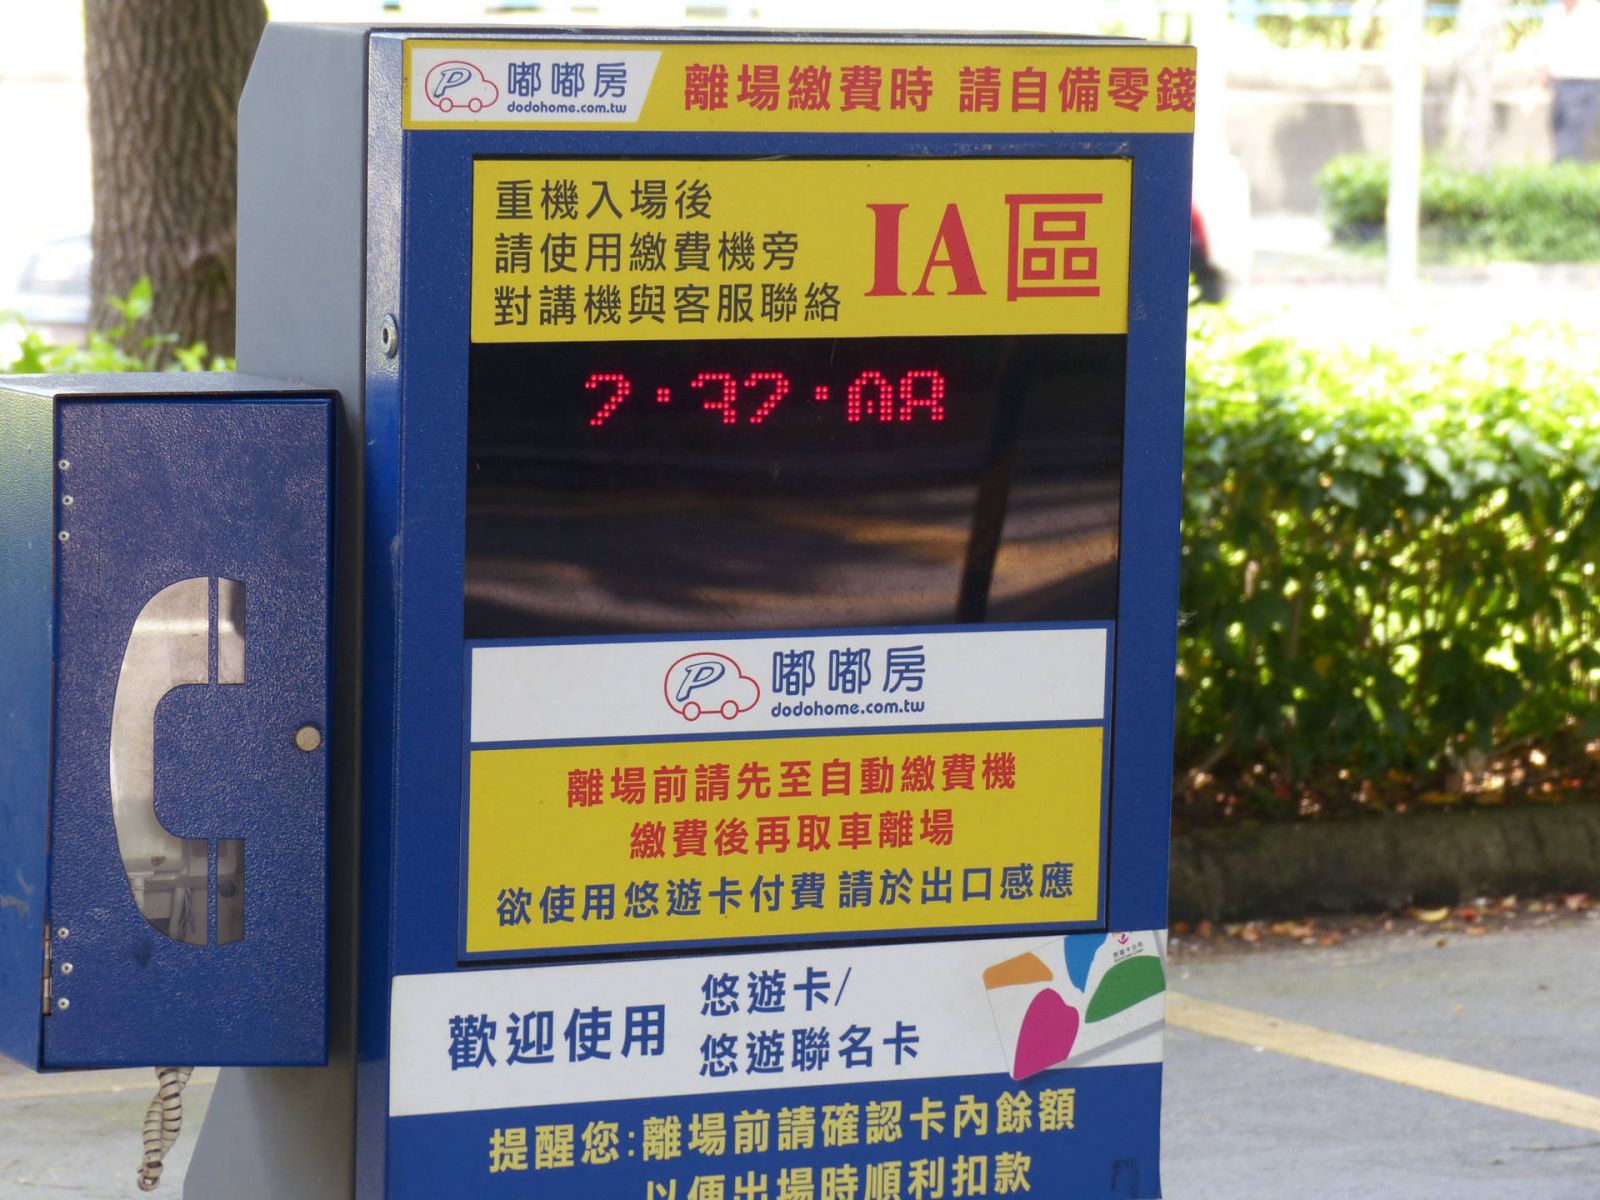 嘟嘟房
dodohome.com.tw
離場繳費時 請自備零錢
重機入場後
請使用繳費機旁
對講機與客服聯絡
IA區
嘟嘟房
dodohome.com.tw
離場前請先至自動繳費機
繳費後再取車離場
欲使用悠遊卡付費請於出口感應
歡迎使用
悠遊卡/
悠遊聯名卡
提醒您:離場前請確認卡內餘額
以便出場時順利扣款